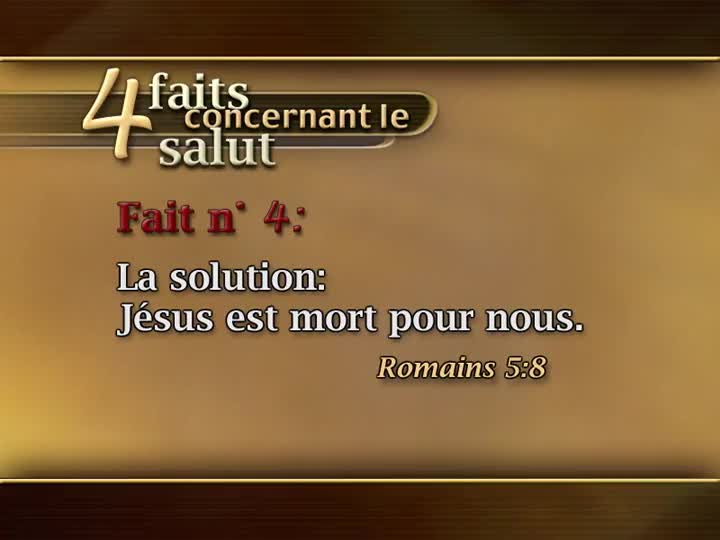 4 faits
concernant le
salut
Fait n° 4:
La solution:
Jésus est mort pour nous.
Romains 5:8